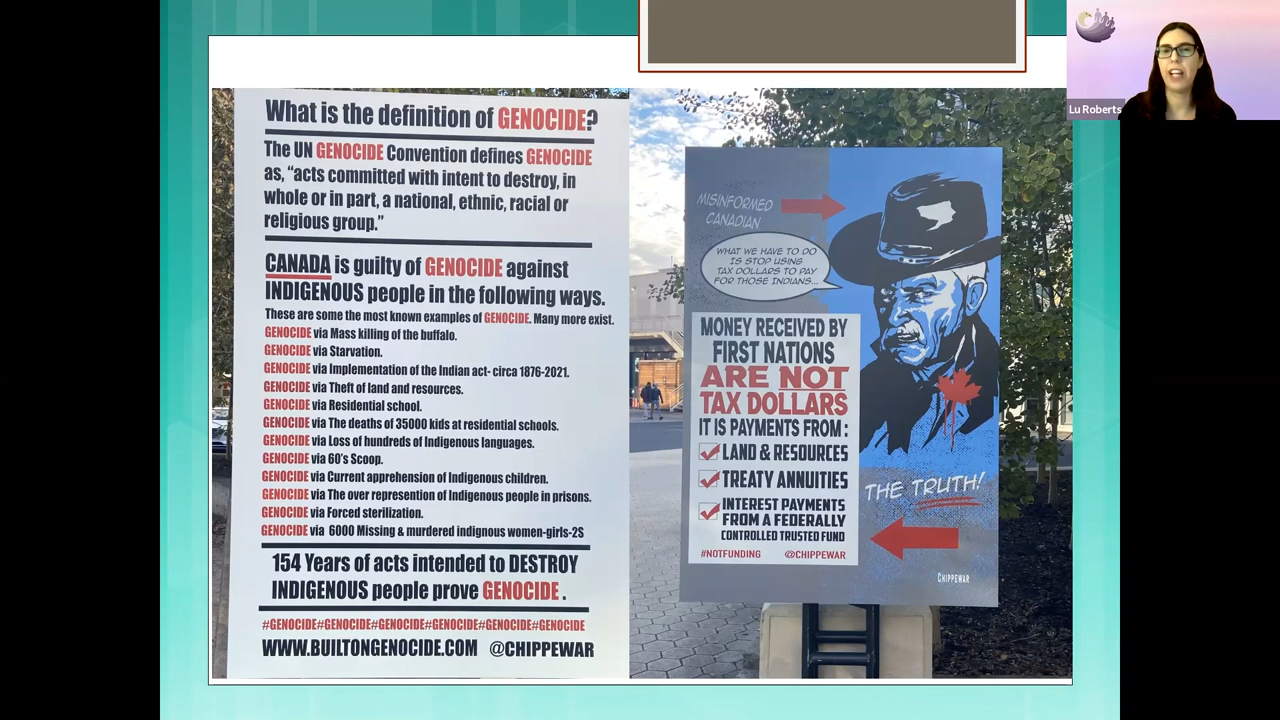 What is the definition of GENOCIDE?
The UN GENOCIDE Convention defines GENOCIDE
as, “acts committed with intent to destroy, in
whole or in part, a national, ethnic, racial or
religious group.”
CANADA is guilty of GENOCIDE against
INDIGENOUS people in the following ways.
These are some the most known examples of GENOCIDE. Many more exist.
GENOCIDE via Mass killing of the buffalo.
GENOCIDE via Starvation.
GENOCIDE via Implementation of the Indian act- circa 1876-2021.
GENOCIDE via Theft of land and resources.
GENOCIDE via Residential school.
GENOCIDE via The deaths of 35000 kids at residential schools.
GENOCIDE via Loss of hundreds of Indigenous languages.
GENOCIDE via 60's Scoop.
GENOCIDE via Current apprehension of Indigenous children.
GENOCIDE via The over represention of Indigenous people in prisons.
GENOCIDE via Forced sterilization.
GENOCIDE via 6000 Missing & murdered indignous women-girls-2S
154 Years of acts intended to DESTROY
INDIGENOUS people prove GENOCIDE .
#GENOCIDE#GENOCIDE#GENOCIDE#GENOCIDE#GENOCIDE#GENOCIDE
WWW.BUILTONGENOCIDE.COM @CHIPPEWAR
MISINFORMED
CANADIAN
WHAT WE HAVE TO DO
IS STOP USING
TAX DOLLARS TO PAY
FOR THOSE INDIANS...
MONEY RECEIVED BY
FIRST NATIONS
ARE NOT
TAX DOLLARS
IT IS PAYMENTS FROM :
LAND & RESOURCES
TREATY ANNUITIES
INTEREST PAYMENTS
FROM A FEDERALLY
CONTROLLED TRUSTED FUND
#NOTFUNDING @CHIPPEWAR
THE TRUTH!
CHIPPEWAR
Lu Roberts